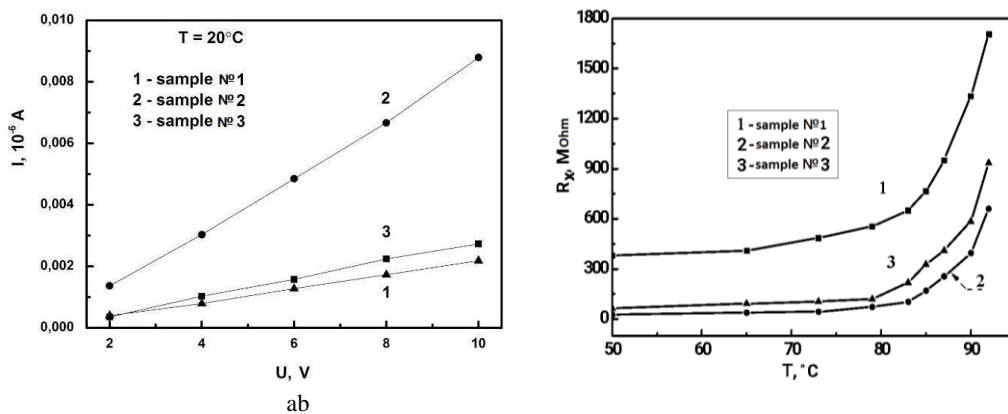 0,010
0,008
0,006
0,004
0,002
0,000
I, 10⁻⁶ A
T = 20°C
1 - sample №1
2 - sample №2
3 - sample №3
2
3
1
2 4 6 8 10
U, V
ab
1800
1500
1200
900
600
300
0
Rx, Mohm
1 - sample №1
2 - sample №2
3 - sample №3
1
3
2
50 60 70 80 90
T, °C